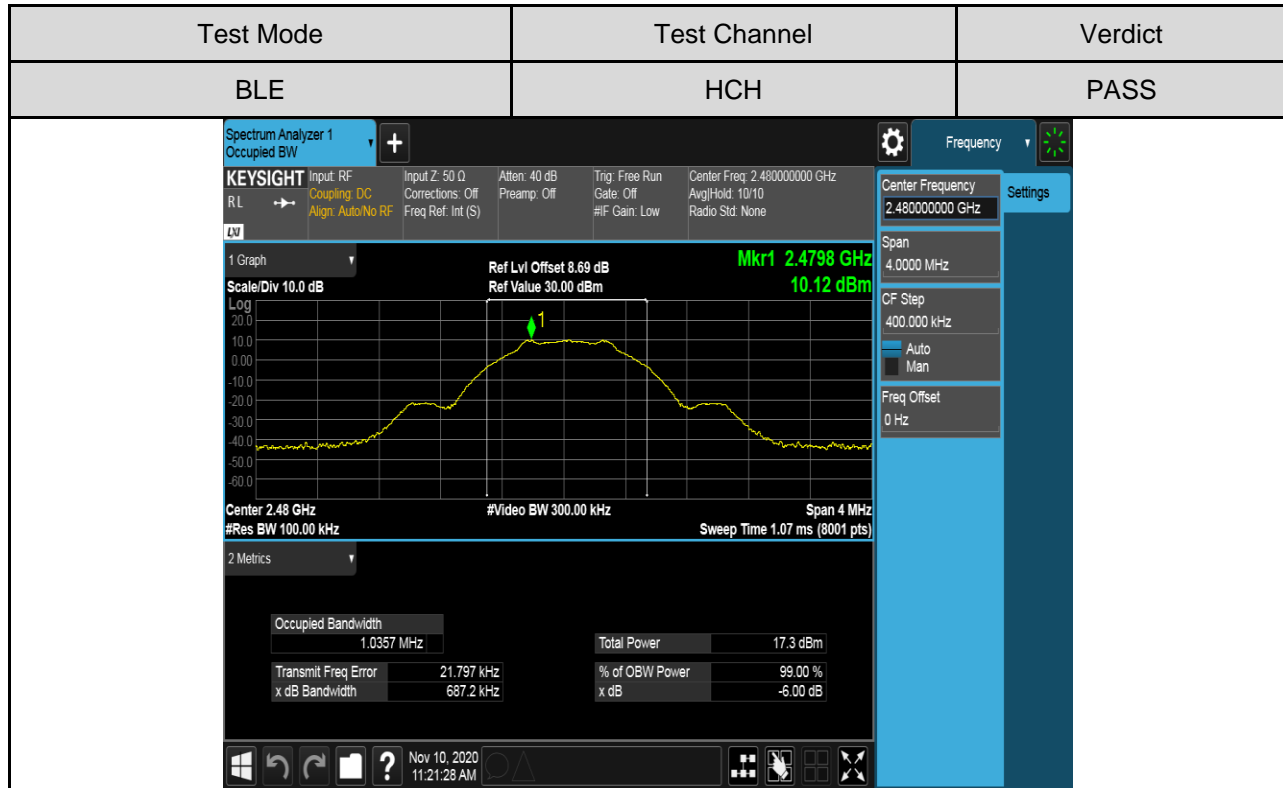 Test Mode Test Channel Verdict
BLE HCH PASS
Spectrum Analyzer 1
Occupied BW
Frequency
KEYSIGHT Input: RF Input Z: 50 Ω Atten: 40 dB Trig: Free Run Center Freq: 2.480000000 GHz
RL Coupling: DC Corrections: Off Preamp: Off Gate: Off Avg|Hold: 10/10
Align: Auto/No RF Freq Ref: Int (S) #IF Gain: Low Radio Std: None
LXI
Center Frequency
2.480000000 GHz
Settings
Span
4.0000 MHz
CF Step
400.000 kHz
Auto
Man
Freq Offset
0 Hz
1 Graph
Ref Lvl Offset 8.69 dB Mkr1 2.4798 GHz
Scale/Div 10.0 dB Ref Value 30.00 dBm 10.12 dBm
Log
20.0
1
10.0
0.00
-10.0
-20.0
-30.0
-40.0
-50.0
-60.0
Center 2.48 GHz #Video BW 300.00 kHz Span 4 MHz
#Res BW 100.00 kHz Sweep Time 1.07 ms (8001 pts)
2 Metrics
Occupied Bandwidth
1.0357 MHz Total Power 17.3 dBm
Transmit Freq Error 21.797 kHz % of OBW Power 99.00 %
x dB Bandwidth 687.2 kHz x dB -6.00 dB
? Nov 10, 2020
11:21:28 AM